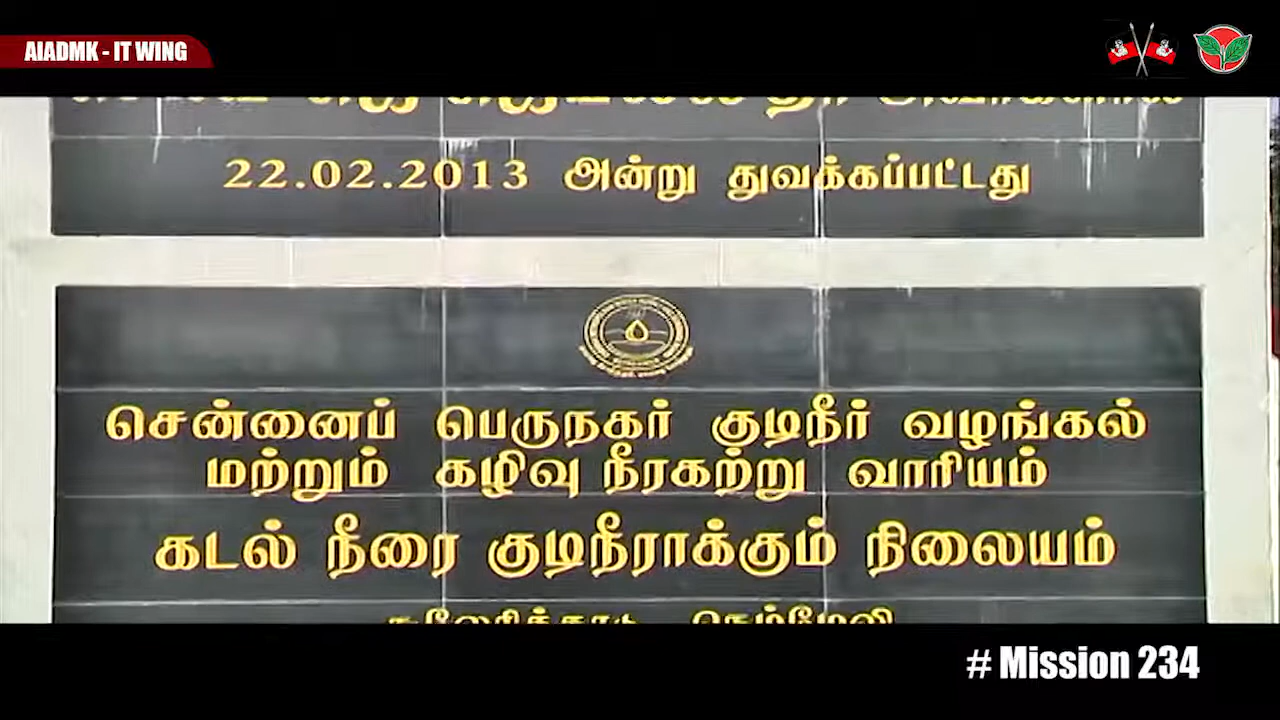 AIADMK - IT WING
22.02.2013 அன்று துவக்கப்பட்டது
சென்னைப் பெருநகர் குடிநீர் வழங்கல்
மற்றும் கழிவு நீரகற்று வாரியம்
கடல் நீரை குடிநீராக்கும் நிலையம்
# Mission 234